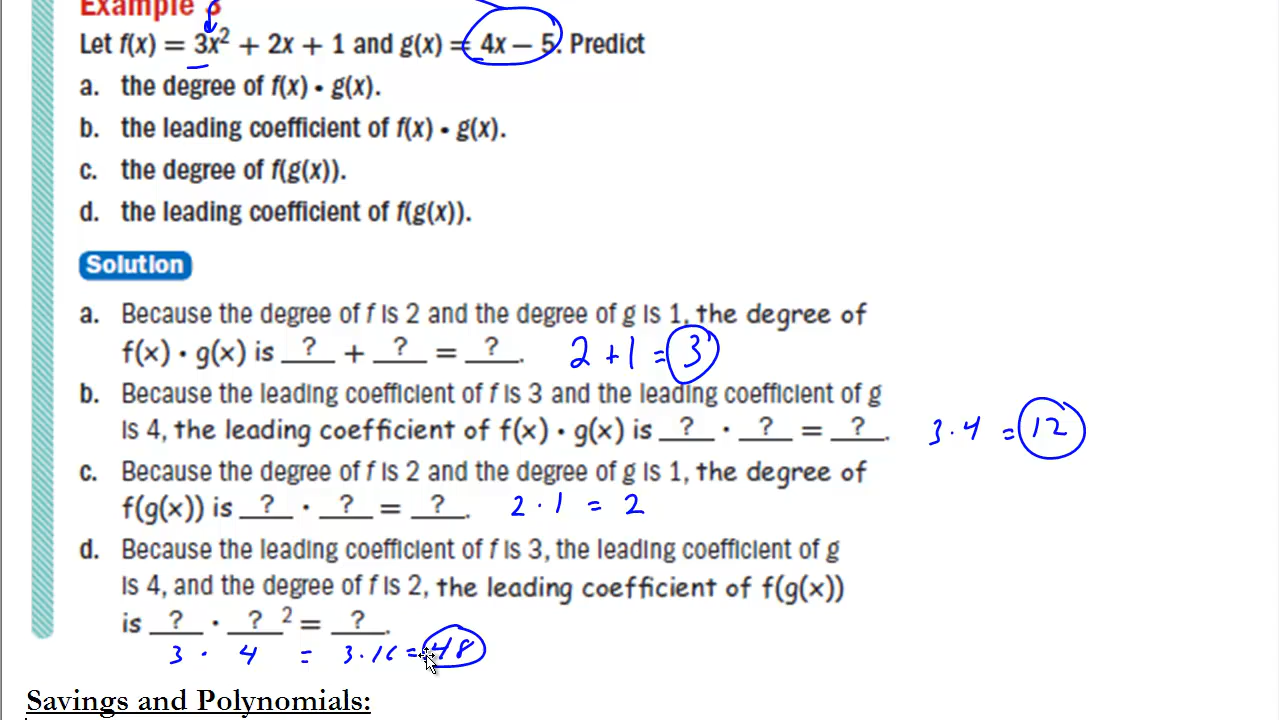 Example 3
Let f(x) = 3x² + 2x + 1 and g(x) = 4x – 5. Predict
a. the degree of f(x) • g(x).
b. the leading coefficient of f(x) • g(x).
c. the degree of f(g(x)).
d. the leading coefficient of f(g(x)).
Solution
a. Because the degree of f is 2 and the degree of g is 1, the degree of
f(x) • g(x) is ? + ? = ?. 2 + 1 = 3
b. Because the leading coefficient of f is 3 and the leading coefficient of g
is 4, the leading coefficient of f(x) • g(x) is ? · ? = ?. 3 · 4 = 12
c. Because the degree of f is 2 and the degree of g is 1, the degree of
f(g(x)) is ? · ? = ?. 2 · 1 = 2
d. Because the leading coefficient of f is 3, the leading coefficient of g
is 4, and the degree of f is 2, the leading coefficient of f(g(x))
is ? · ?² = ?.
3 · 4 = 3 · 16 = 48
Savings and Polynomials: